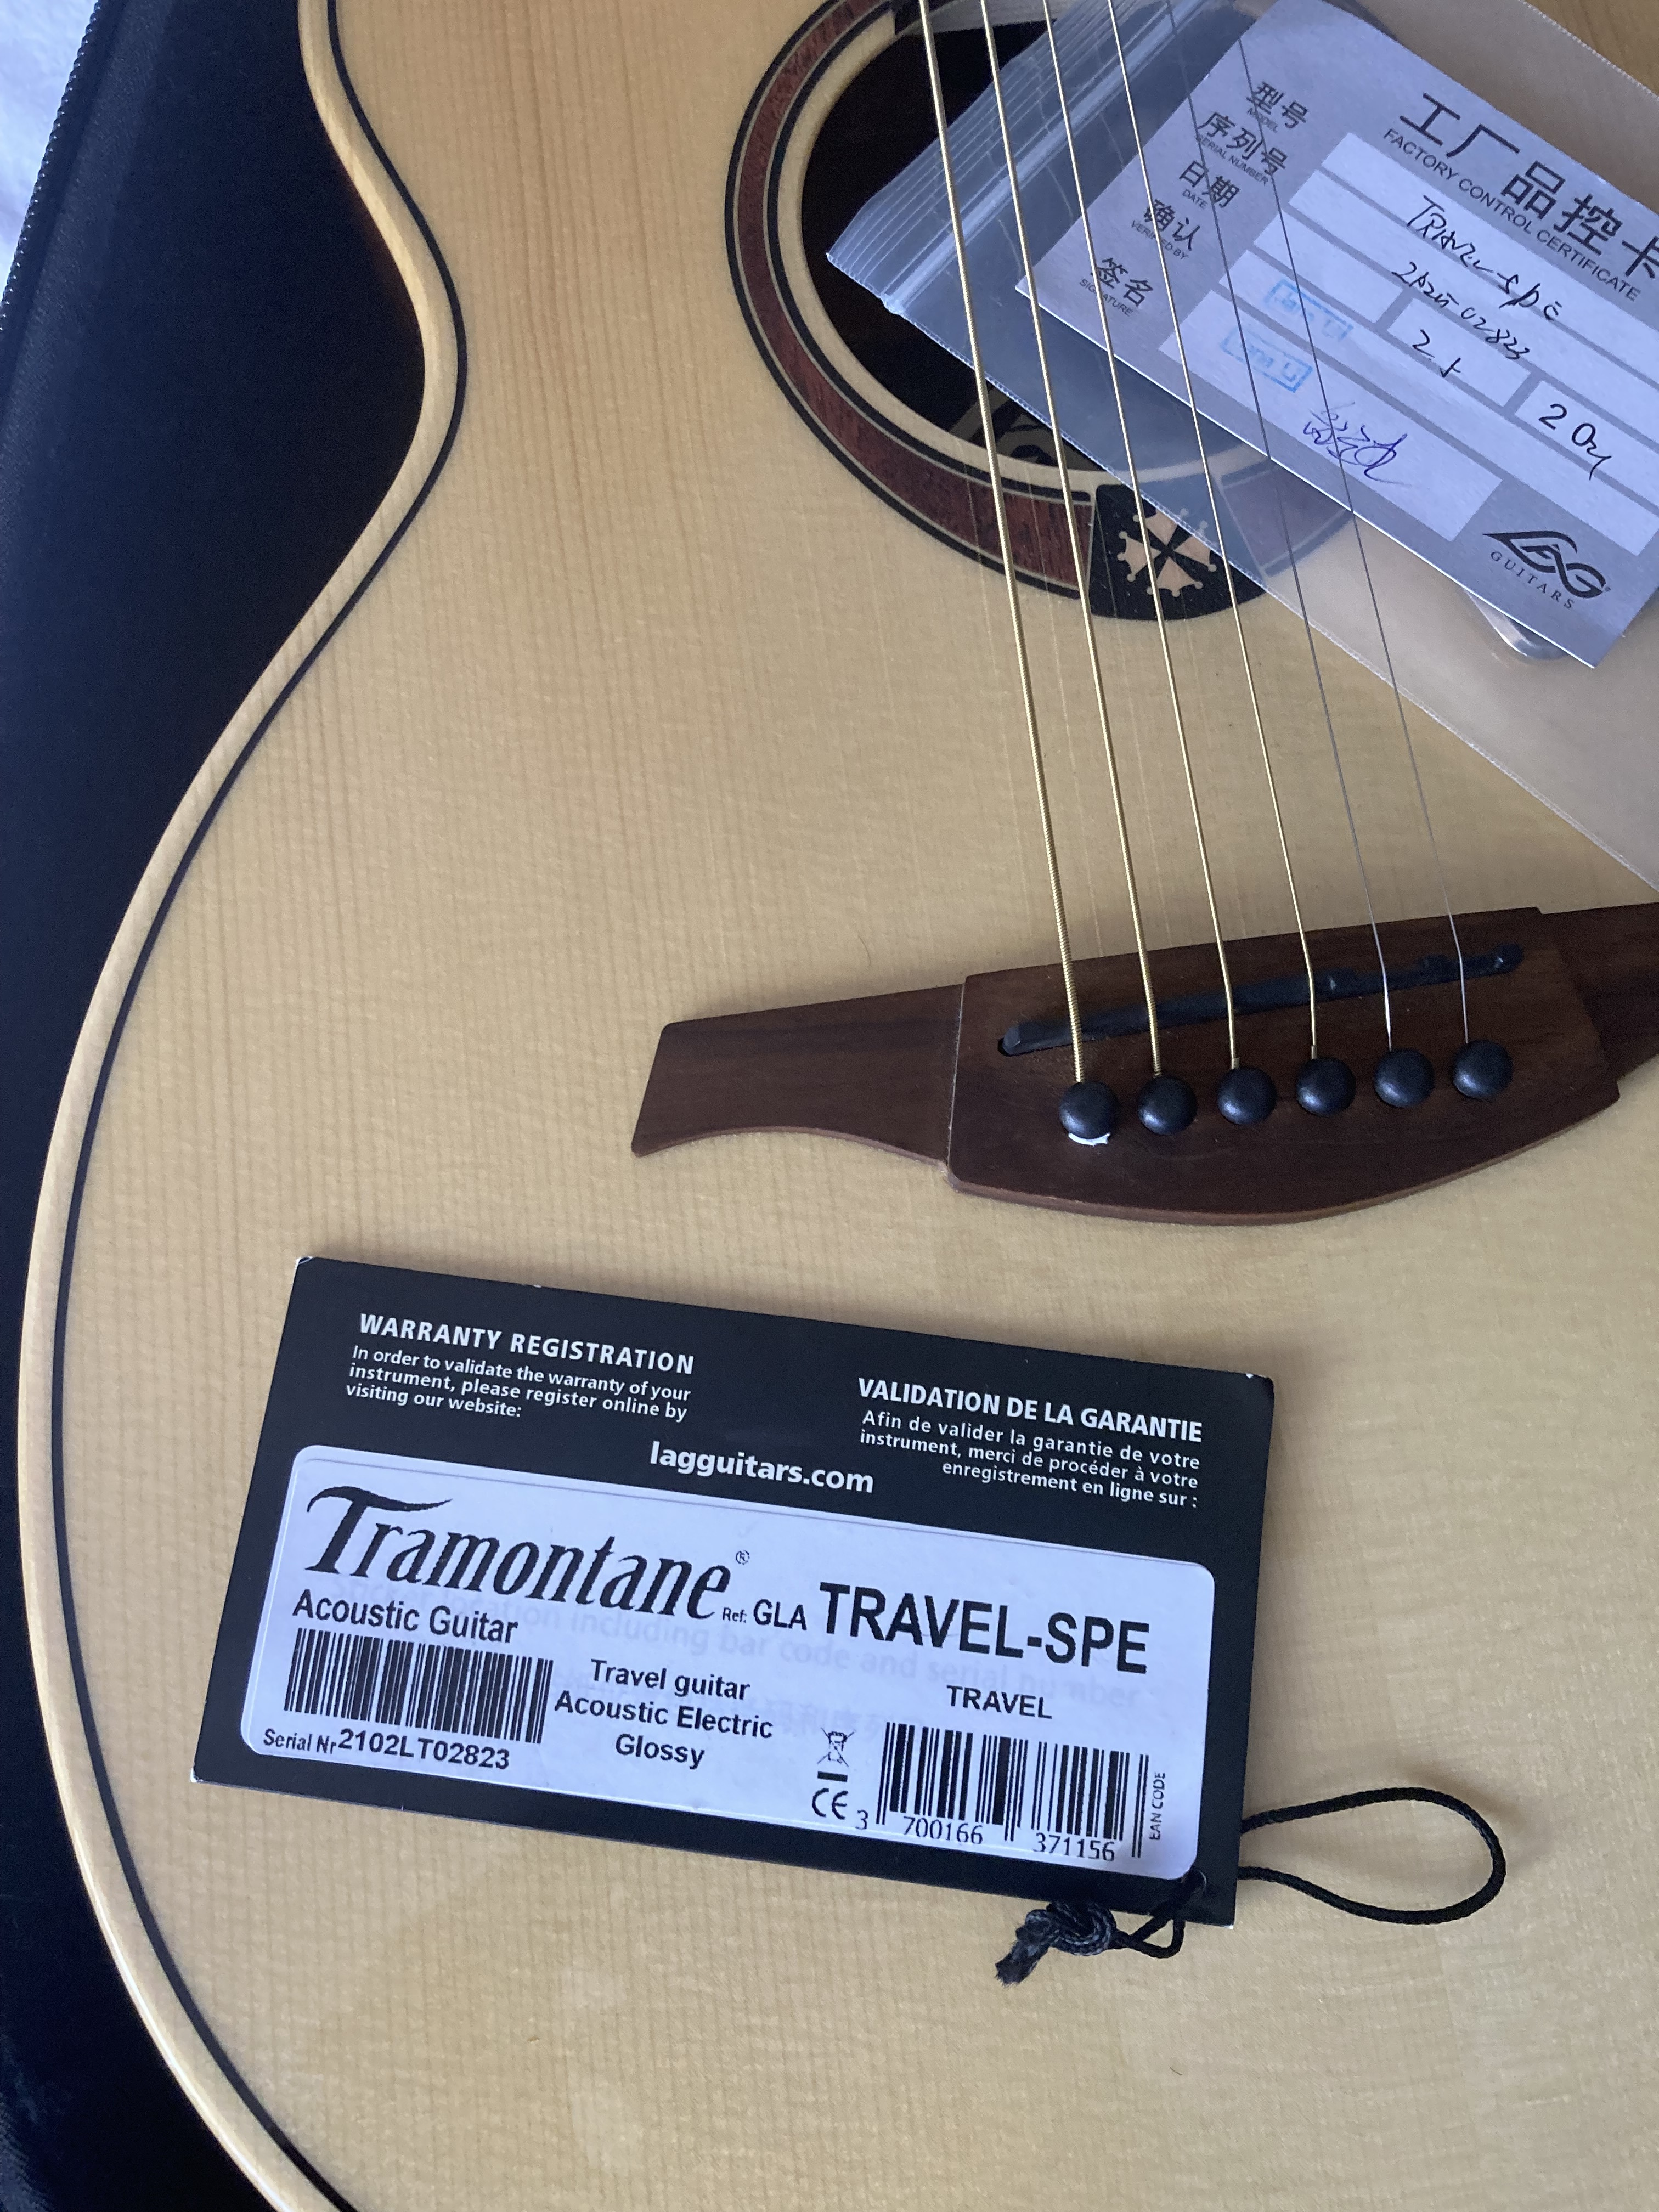 工厂品控卡
FACTORY CONTROL CERTIFICATE
型号
MODEL
序列号
SERIAL NUMBER
日期
DATE
确认
VERIFIED BY
签名
SIGNATURE
LAG
GUITARS
WARRANTY REGISTRATION
In order to validate the warranty of your
instrument, please register online by
visiting our website:
VALIDATION DE LA GARANTIE
Afin de valider la garantie de votre
instrument, merci de procéder à votre
enregistrement en ligne sur :
lagguitars.com
Tramontane® Ref: GLA TRAVEL-SPE
Acoustic Guitar
Travel guitar
Acoustic Electric
Glossy
Serial Nr 2102LT02823
TRAVEL
CE
3 700166 371156
EAN CODE